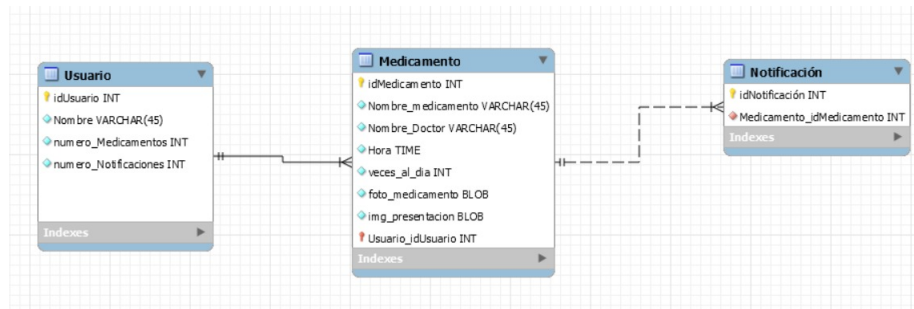 Usuario
idUsuario INT
Nombre VARCHAR(45)
numero_Medicamentos INT
numero_Notificaciones INT
Indexes
Medicamento
idMedicamento INT
Nombre_medicamento VARCHAR(45)
Nombre_Doctor VARCHAR(45)
Hora TIME
veces_al_dia INT
foto_medicamento BLOB
img_presentacion BLOB
Usuario_idUsuario INT
Indexes
Notificación
idNotificación INT
Medicamento_idMedicamento INT
Indexes